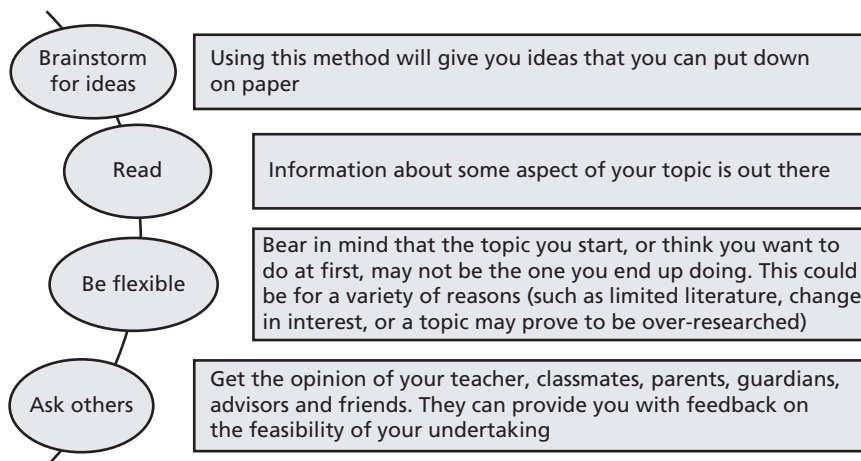 Brainstorm
for ideas
Using this method will give you ideas that you can put down
on paper
Read
Information about some aspect of your topic is out there
Be flexible
Bear in mind that the topic you start, or think you want to
do at first, may not be the one you end up doing. This could
be for a variety of reasons (such as limited literature, change
in interest, or a topic may prove to be over-researched)
Ask others
Get the opinion of your teacher, classmates, parents, guardians,
advisors and friends. They can provide you with feedback on
the feasibility of your undertaking